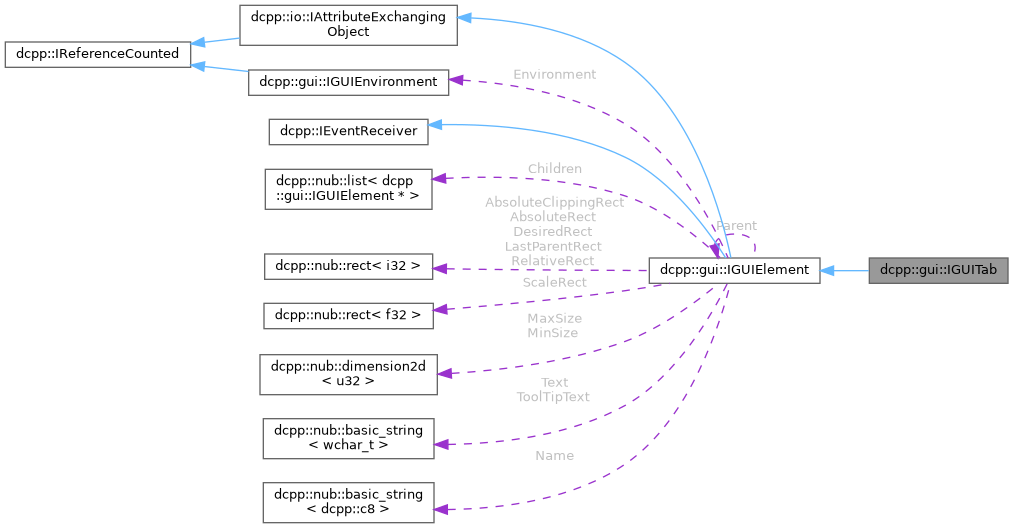 dcpp::io::IAttributeExchanging
Object
dcpp::IReferenceCounted
dcpp::gui::IGUIEnvironment
Environment
dcpp::IEventReceiver
Children
dcpp::nub::list< dcpp
::gui::IGUIElement * >
AbsoluteClippingRect
AbsoluteRect
DesiredRect
LastParentRect
RelativeRect
Parent
dcpp::nub::rect< i32 >
dcpp::gui::IGUIElement
dcpp::gui::IGUITab
ScaleRect
dcpp::nub::rect< f32 >
MaxSize
MinSize
dcpp::nub::dimension2d
< u32 >
Text
ToolTipText
dcpp::nub::basic_string
< wchar_t >
Name
dcpp::nub::basic_string
< dcpp::c8 >